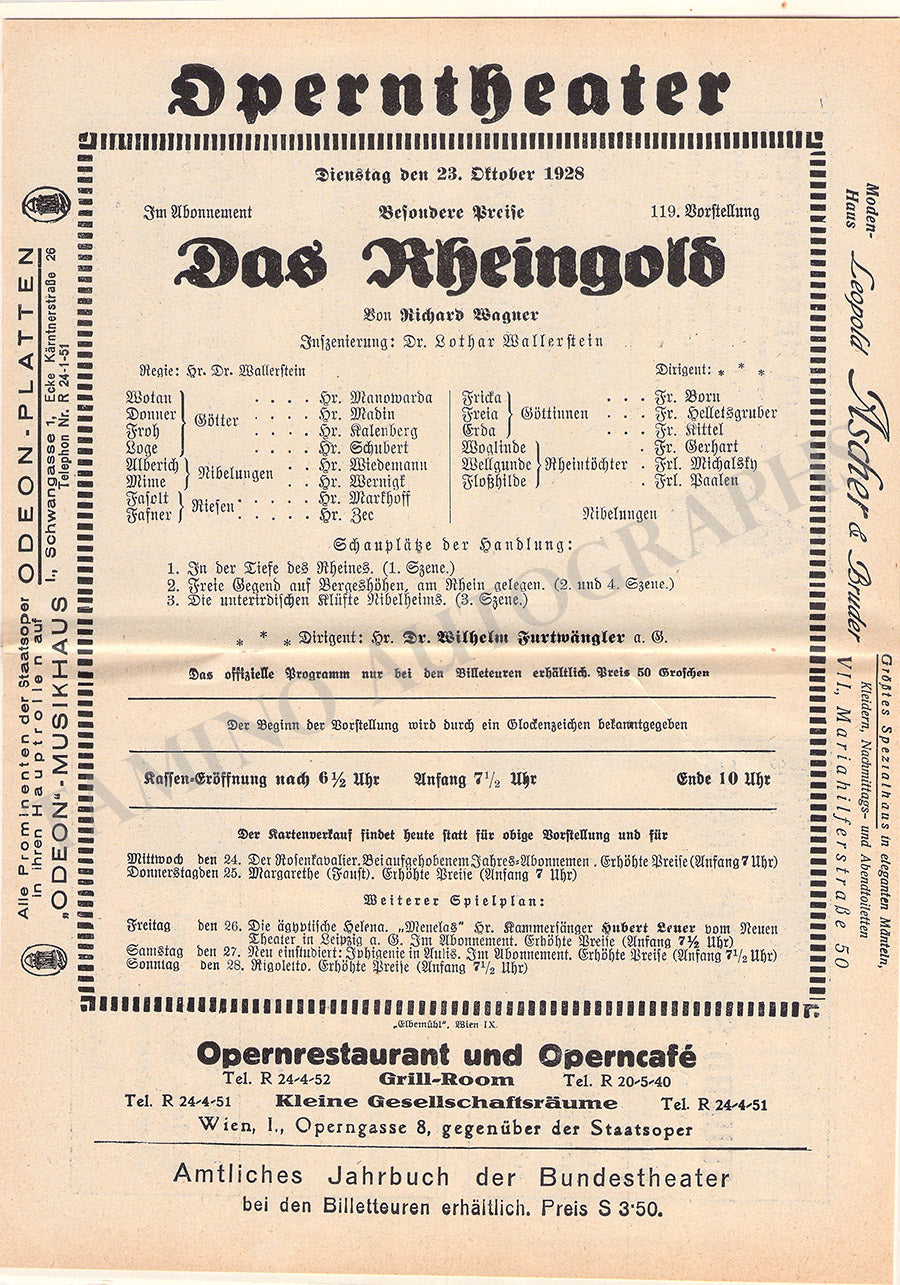 Operntheater
Dienstag den 23. Oktober 1928
Im Abonnement Besondere Preise 119. Vorstellung
Das Rheingold
Von Richard Wagner
Inszenierung: Dr. Lothar Wallerstein
Regie: Hr. Dr. Wallerstein Dirigent: * * *
Wotan } Götter . . . . Hr. Manowarda
Donner . . . . Hr. Madin
Froh . . . . Hr. Kalenberg
Loge . . . . Hr. Schubert
Alberich } Nibelungen . . Hr. Wiedemann
Mime . . Hr. Wernigk
Fasolt } Riesen . . . . . Hr. Markhoff
Fafner . . . . . Hr. Zec
Fricka } Göttinnen . . . Fr. Born
Freia . . . Fr. Helletsgruber
Erda . . . Fr. Kittel
Woglinde } Rheintöchter . Fr. Gerhart
Wellgunde . Frl. Michalsky
Floßhilde . Frl. Paalen
Nibelungen
Schauplätze der Handlung:
1. In der Tiefe des Rheines. (1. Szene.)
2. Freie Gegend auf Bergeshöhen, am Rhein gelegen. (2. und 4. Szene.)
3. Die unterirdischen Klüfte Nibelheims. (3. Szene.)
* * * Dirigent: Hr. Dr. Wilhelm Furtwängler a. G.
Das offizielle Programm nur bei den Billeteuren erhältlich. Preis 50 Groschen
Der Beginn der Vorstellung wird durch ein Glockenzeichen bekanntgegeben
Kassen-Eröffnung nach 6½ Uhr Anfang 7½ Uhr Ende 10 Uhr
Der Kartenverkauf findet heute statt für obige Vorstellung und für
Mittwoch den 24. Der Rosenkavalier. Bei aufgehobenem Jahres-Abonnemen . Erhöhte Preise (Anfang 7 Uhr)
Donnerstag den 25. Margarethe (Faust). Erhöhte Preise (Anfang 7 Uhr)
Weiterer Spielplan:
Freitag den 26. Die ägyptische Helena. „Menelas“ Hr. Kammersänger Hubert Leuer vom Neuen
Theater in Leipzig a. G. Im Abonnement. Erhöhte Preise (Anfang 7½ Uhr)
Samstag den 27. Neu einstudiert: Iphigenie in Aulis. Im Abonnement. Erhöhte Preise (Anfang 7½ Uhr)
Sonntag den 28. Rigoletto. Erhöhte Preise (Anfang 7½ Uhr)
„Elbemühl“, Wien IX.
Opernrestaurant und Operncafé
Tel. R 24-4-52 Grill-Room Tel. R 20-5-40
Tel. R 24-4-51 Kleine Gesellschaftsräume Tel. R 24-4-51
Wien, I., Operngasse 8, gegenüber der Staatsoper
Amtliches Jahrbuch der Bundestheater
bei den Billetteuren erhältlich. Preis S 3·50.
Alle Prominenten der Staatsoper
in ihren Hauptrollen auf
ODEON-PLATTEN
„ODEON“-MUSIKHAUS
I., Schwangasse 1, Ecke Kärntnerstraße 26
Telephon Nr. R 24-1-51
Moden-
Haus
Leopold Ascher & Bruder
VII, Mariahilferstraße 50
Größtes Spezialhaus in eleganten Mänteln,
Kleidern, Nachmittags- und Abendtoiletten
TAMINO AUTOGRAPHS